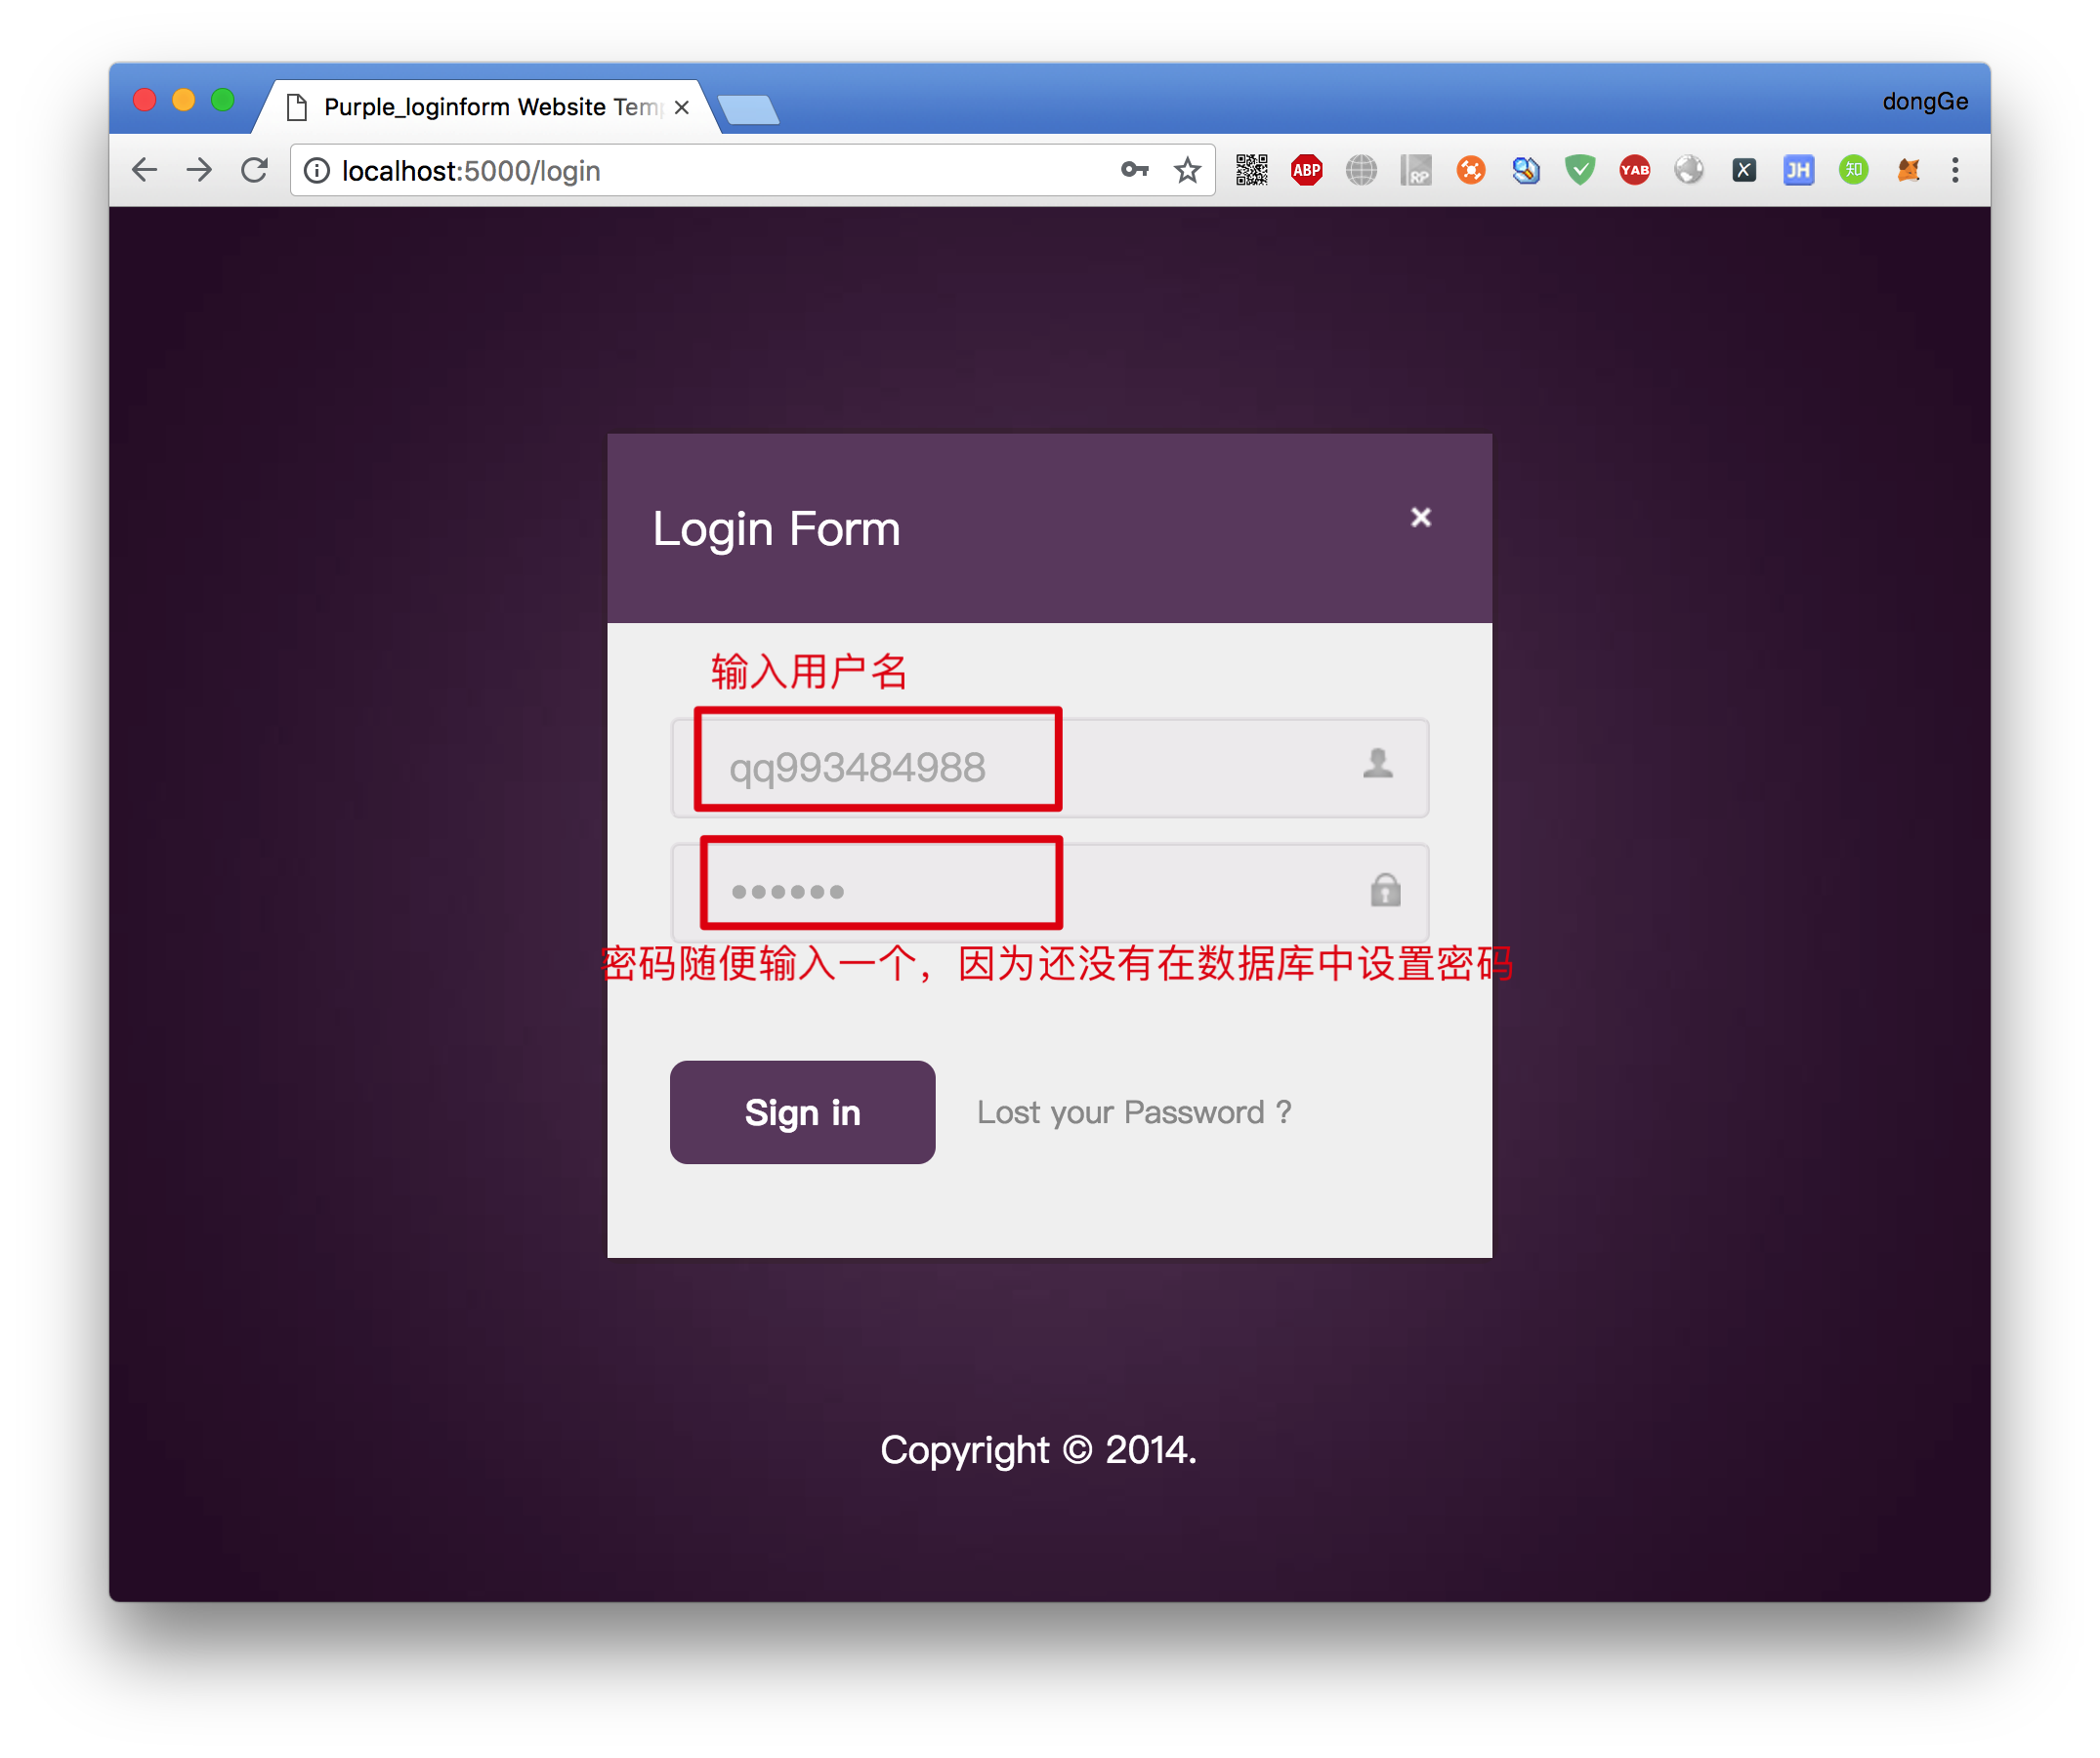 Purple_loginform Website Tem
dongGe
localhost:5000/login
ABP
RP
YAB
X
JH
知
Login Form
输入用户名
qq993484988
••••••
密码随便输入一个，因为还没有在数据库中设置密码
Sign in
Lost your Password ?
Copyright © 2014.